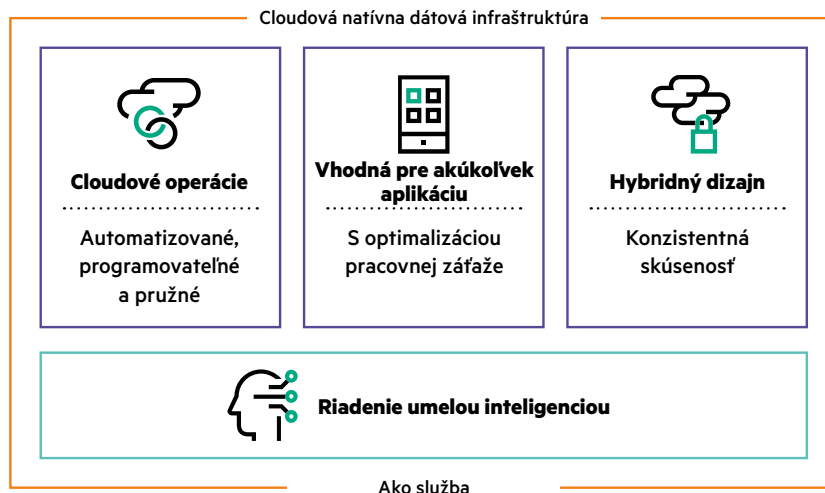 Cloudová natívna dátová infraštruktúra
Cloudové operácie
Automatizované,
programovateľné
a pružné
Vhodná pre akúkoľvek
aplikáciu
S optimalizáciou
pracovnej záťaže
Hybridný dizajn
Konzistentná
skúsenosť
Riadenie umelou inteligenciou
Ako služba